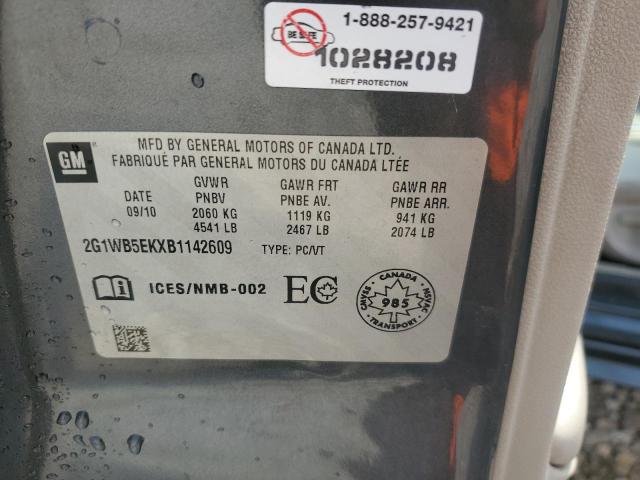 1-888-257-9421
BE SAFE
1028208
THEFT PROTECTION
GM
MFD BY GENERAL MOTORS OF CANADA LTD.
FABRIQUÉ PAR GENERAL MOTORS DU CANADA LTÉE
GVWR GAWR FRT GAWR RR
DATE PNBV PNBE AV. PNBE ARR.
09/10 2060 KG 1119 KG 941 KG
4541 LB 2467 LB 2074 LB
2G1WB5EKXB1142609 TYPE: PC/VT
ICES/NMB-002 EC
CANADA
CMVSS NSVAC
985
TRANSPORT